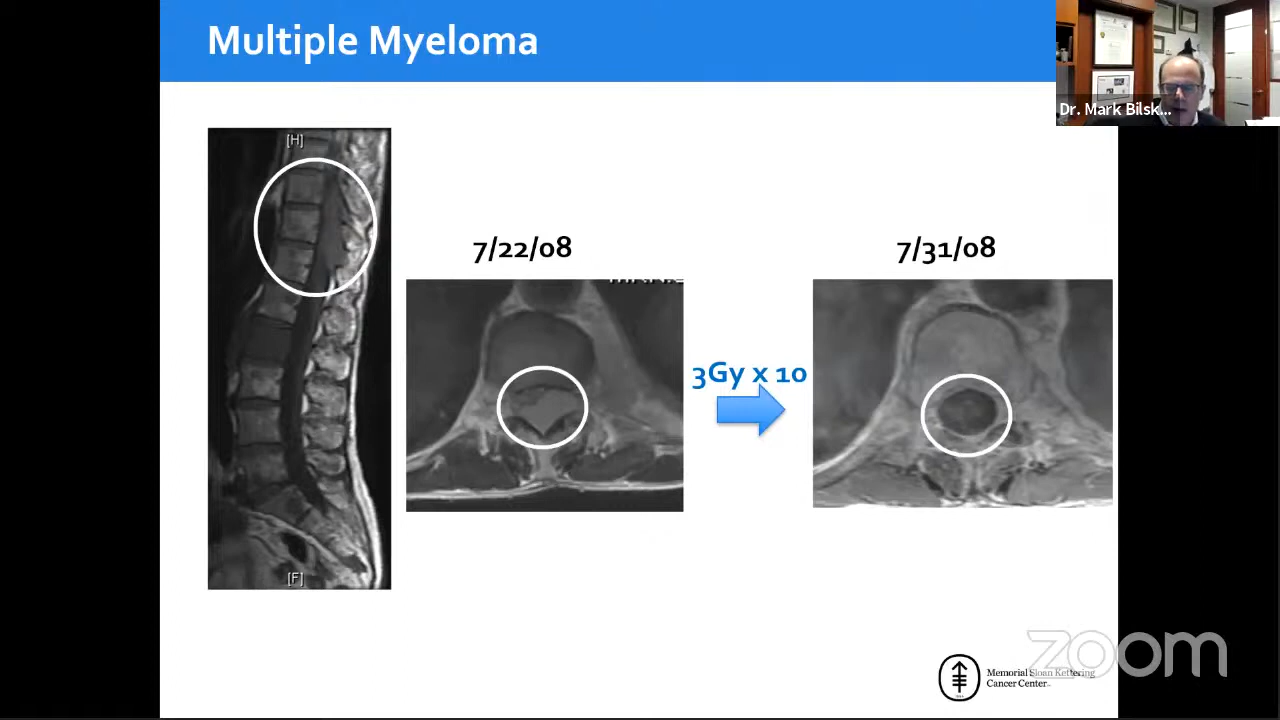 Multiple Myeloma
Dr. Mark Bilsk...
[H]
7/22/08
7/31/08
3Gy x 10
[F]
zoom
Memorial Sloan Kettering
Cancer Center